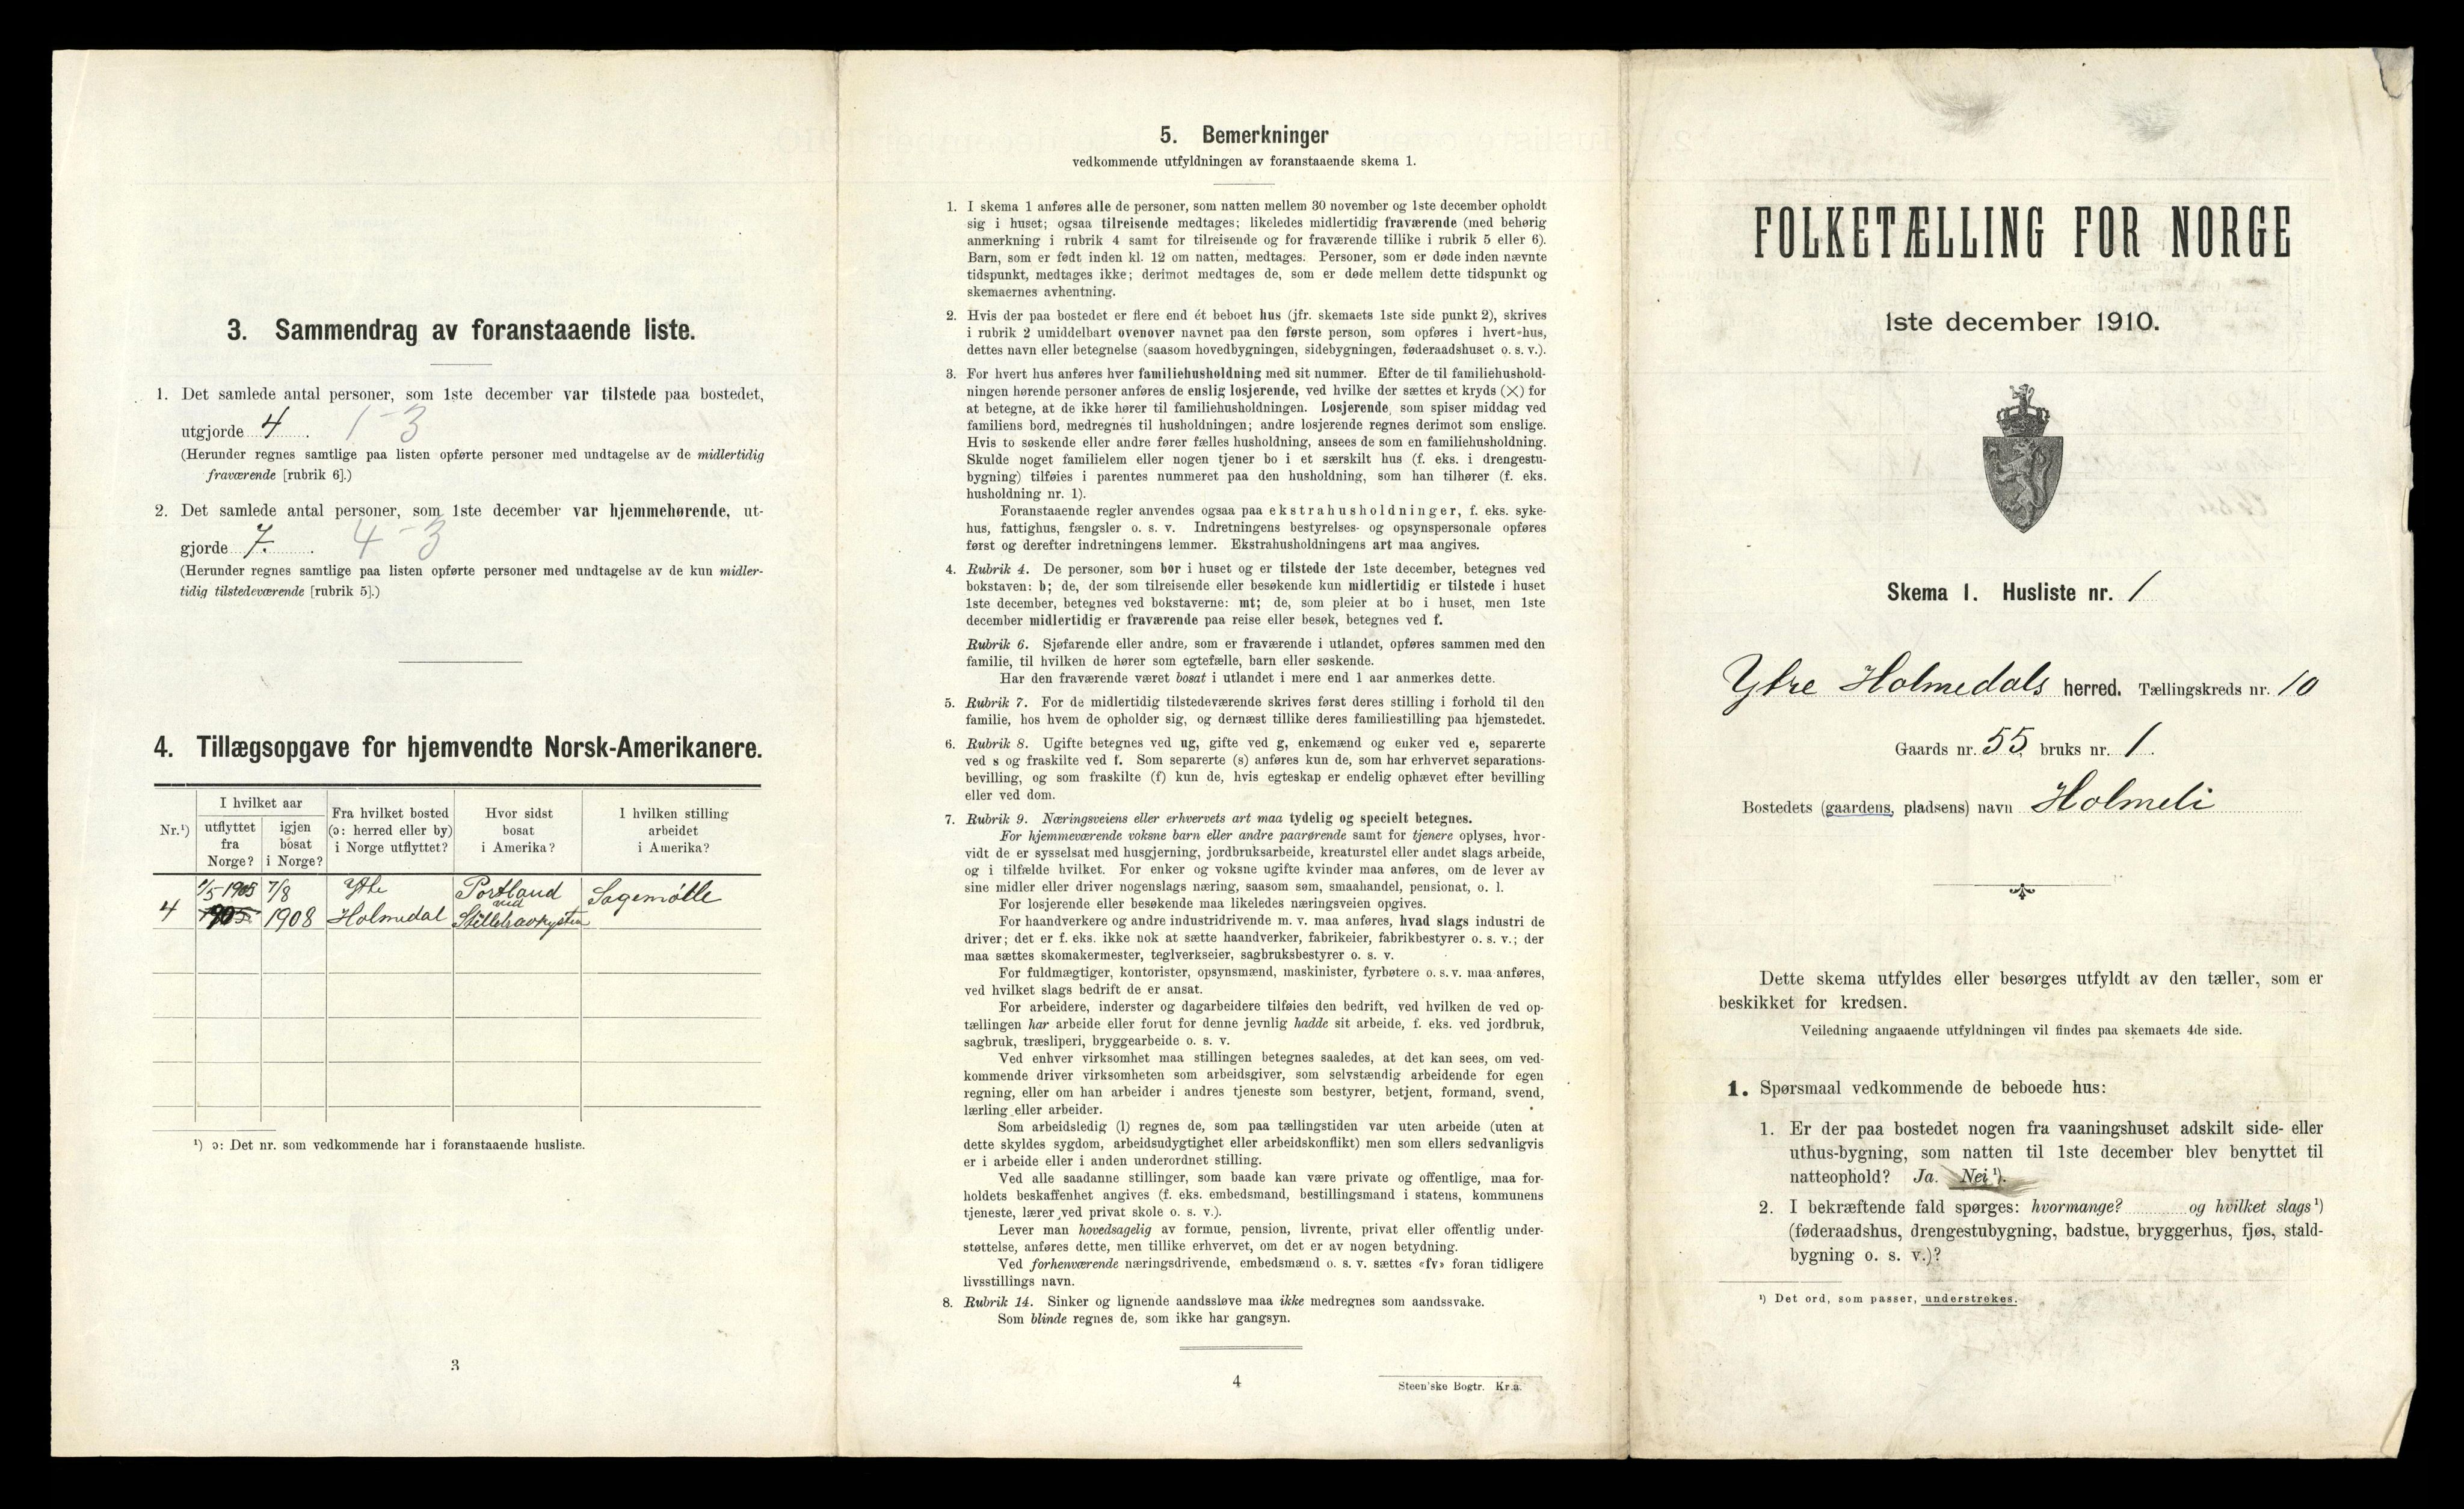 3. Sammendrag av foranstaaende liste.
1. Det samlede antal personer, som 1ste december var tilstede paa bostedet,
utgjorde 4. 1-3
(Herunder regnes samtlige paa listen opførte personer med undtagelse av de midlertidig
fraværende [rubrik 6].)
2. Det samlede antal personer, som 1ste december var hjemmehørende, ut-
gjorde 7. 4-3
(Herunder regnes samtlige paa listen opførte personer med undtagelse av de kun midler-
tidig tilstedeværende [rubrik 5].)
4. Tillægsopgave for hjemvendte Norsk-Amerikanere.
Nr.¹)
I hvilket aar
utflyttet
fra
Norge?
igjen
bosat
i Norge?
Fra hvilket bosted
(ɔ: herred eller by)
i Norge utflyttet?
Hvor sidst
bosat
i Amerika?
I hvilken stilling
arbeidet
i Amerika?
1/5-1905 7/8 Ytre Portland Sagemølle
4 1905 1908 Holmedal ved Stillehavkysten
¹) ɔ: Det nr. som vedkommende har i foranstaaende husliste.
3
5. Bemerkninger
vedkommende utfyldningen av foranstaaende skema 1.
1. I skema 1 anføres alle de personer, som natten mellem 30 november og 1ste december opholdt
sig i huset; ogsaa tilreisende medtages; likeledes midlertidig fraværende (med behørig
anmerkning i rubrik 4 samt for tilreisende og for fraværende tillike i rubrik 5 eller 6).
Barn, som er født inden kl. 12 om natten, medtages. Personer, som er døde inden nævnte
tidspunkt, medtages ikke; derimot medtages de, som er døde mellem dette tidspunkt og
skemaernes avhentning.
2. Hvis der paa bostedet er flere end ét beboet hus (jfr. skemaets 1ste side punkt 2), skrives
i rubrik 2 umiddelbart ovenover navnet paa den første person, som opføres i hvert hus,
dettes navn eller betegnelse (saasom hovedbygningen, sidebygningen, føderaadshuset o. s. v.).
3. For hvert hus anføres hver familiehusholdning med sit nummer. Efter de til familiehushold-
ningen hørende personer anføres de enslig losjerende, ved hvilke der sættes et kryds (×) for
at betegne, at de ikke hører til familiehusholdningen. Losjerende, som spiser middag ved
familiens bord, medregnes til husholdningen; andre losjerende regnes derimot som enslige.
Hvis to søskende eller andre fører fælles husholdning, ansees de som en familiehusholdning.
Skulde noget familielem eller nogen tjener bo i et særskilt hus (f. eks. i drengestu-
bygning) tilføies i parentes nummeret paa den husholdning, som han tilhører (f. eks.
husholdning nr. 1).
Foranstaaende regler anvendes ogsaa paa ekstrahusholdninger, f. eks. syke-
hus, fattighus, fængsler o. s. v. Indretningens bestyrelses- og opsynspersonale opføres
først og derefter indretningens lemmer. Ekstrahusholdningens art maa angives.
4. Rubrik 4. De personer, som bor i huset og er tilstede der 1ste december, betegnes ved
bokstaven: b; de, der som tilreisende eller besøkende kun midlertidig er tilstede i huset
1ste december, betegnes ved bokstaverne: mt; de, som pleier at bo i huset, men 1ste
december midlertidig er fraværende paa reise eller besøk, betegnes ved f.
Rubrik 6. Sjøfarende eller andre, som er fraværende i utlandet, opføres sammen med den
familie, til hvilken de hører som egtefælle, barn eller søskende.
Har den fraværende været bosat i utlandet i mere end 1 aar anmerkes dette.
5. Rubrik 7. For de midlertidig tilstedeværende skrives først deres stilling i forhold til den
familie, hos hvem de opholder sig, og dernæst tillike deres familiestilling paa hjemstedet.
6. Rubrik 8. Ugifte betegnes ved ug, gifte ved g, enkemænd og enker ved e, separerte
ved s og fraskilte ved f. Som separerte (s) anføres kun de, som har erhvervet separations-
bevilling, og som fraskilte (f) kun de, hvis egteskap er endelig ophævet efter bevilling
eller ved dom.
7. Rubrik 9. Næringsveiens eller erhvervets art maa tydelig og specielt betegnes.
For hjemmeværende voksne barn eller andre paarørende samt for tjenere oplyses, hvor-
vidt de er sysselsat med husgjerning, jordbruksarbeide, kreaturstel eller andet slags arbeide,
og i tilfælde hvilket. For enker og voksne ugifte kvinder maa anføres, om de lever av
sine midler eller driver nogenslags næring, saasom søm, smaahandel, pensionat, o. l.
For losjerende eller besøkende maa likeledes næringsveien opgives.
For haandverkere og andre industridrivende m. v. maa anføres, hvad slags industri de
driver; det er f. eks. ikke nok at sætte haandverker, fabrikeier, fabrikbestyrer o. s. v.; der
maa sættes skomakermester, teglverkseier, sagbruksbestyrer o. s. v.
For fuldmægtiger, kontorister, opsynsmænd, maskinister, fyrbøtere o. s. v. maa anføres,
ved hvilket slags bedrift de er ansat.
For arbeidere, inderster og dagarbeidere tilføies den bedrift, ved hvilken de ved op-
tællingen har arbeide eller forut for denne jevnlig hadde sit arbeide, f. eks. ved jordbruk,
sagbruk, træsliperi, bryggearbeide o. s. v.
Ved enhver virksomhet maa stillingen betegnes saaledes, at det kan sees, om ved-
kommende driver virksomheten som arbeidsgiver, som selvstændig arbeidende for egen
regning, eller om han arbeider i andres tjeneste som bestyrer, betjent, formand, svend,
lærling eller arbeider.
Som arbeidsledig (l) regnes de, som paa tællingstiden var uten arbeide (uten at
dette skyldes sygdom, arbeidsudygtighet eller arbeidskonflikt) men som ellers sedvanligvis
er i arbeide eller i anden underordnet stilling.
Ved alle saadanne stillinger, som baade kan være private og offentlige, maa for-
holdets beskaffenhet angives (f. eks. embedsmand, bestillingsmand i statens, kommunens
tjeneste, lærer ved privat skole o. s. v.).
Lever man hovedsagelig av formue, pension, livrente, privat eller offentlig under-
støttelse, anføres dette, men tillike erhvervet, om det er av nogen betydning.
Ved forhenværende næringsdrivende, embedsmænd o. s. v. sættes «fv» foran tidligere
livsstillings navn.
8. Rubrik 14. Sinker og lignende aandssløve maa ikke medregnes som aandssvake.
Som blinde regnes de, som ikke har gangsyn.
4
Steen'ske Bogtr. Kr.a.
FOLKETÆLLING FOR NORGE
1ste december 1910.
Skema 1. Husliste nr. 1
Ytre Holmedals herred. Tællingskreds nr. 10
Gaards nr. 55, bruks nr. 1.
Bostedets (gaardens, pladsens) navn Holmeli
Dette skema utfyldes eller besørges utfyldt av den tæller, som er
beskikket for kredsen.
Veiledning angaaende utfyldningen vil findes paa skemaets 4de side.
1. Spørsmaal vedkommende de beboede hus:
1. Er der paa bostedet nogen fra vaaningshuset adskilt side- eller
uthus-bygning, som natten til 1ste december blev benyttet til
natteophold? Ja. Nei ¹).
2. I bekræftende fald spørges: hvormange? og hvilket slags ¹)
(føderaadshus, drengestubygning, badstue, bryggerhus, fjøs, stald-
bygning o. s. v.)?
¹) Det ord, som passer, understrekes.